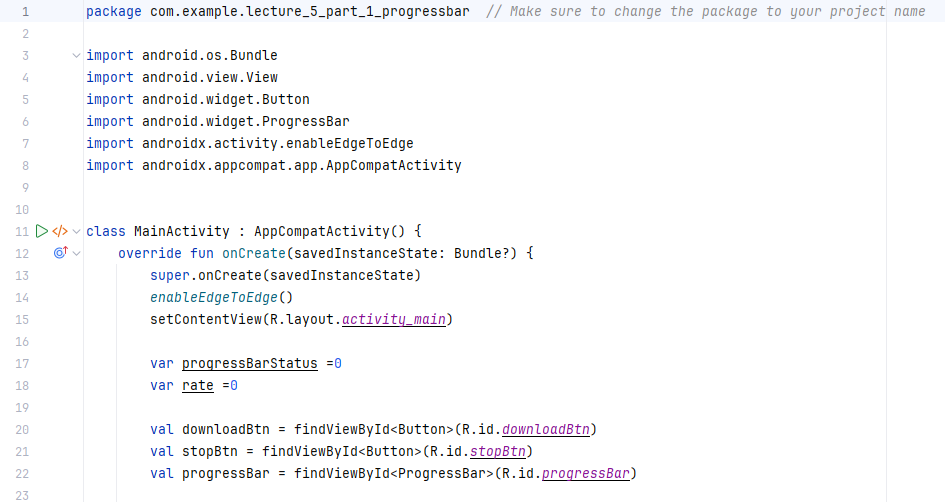 1 package com.example.lecture_5_part_1_progressbar // Make sure to change the package to your project name
2
3 import android.os.Bundle
4 import android.view.View
5 import android.widget.Button
6 import android.widget.ProgressBar
7 import androidx.activity.enableEdgeToEdge
8 import androidx.appcompat.app.AppCompatActivity
9
10
11 class MainActivity : AppCompatActivity() {
12 override fun onCreate(savedInstanceState: Bundle?) {
13 super.onCreate(savedInstanceState)
14 enableEdgeToEdge()
15 setContentView(R.layout.activity_main)
16
17 var progressBarStatus =0
18 var rate =0
19
20 val downloadBtn = findViewById<Button>(R.id.downloadBtn)
21 val stopBtn = findViewById<Button>(R.id.stopBtn)
22 val progressBar = findViewById<ProgressBar>(R.id.progressBar)
23